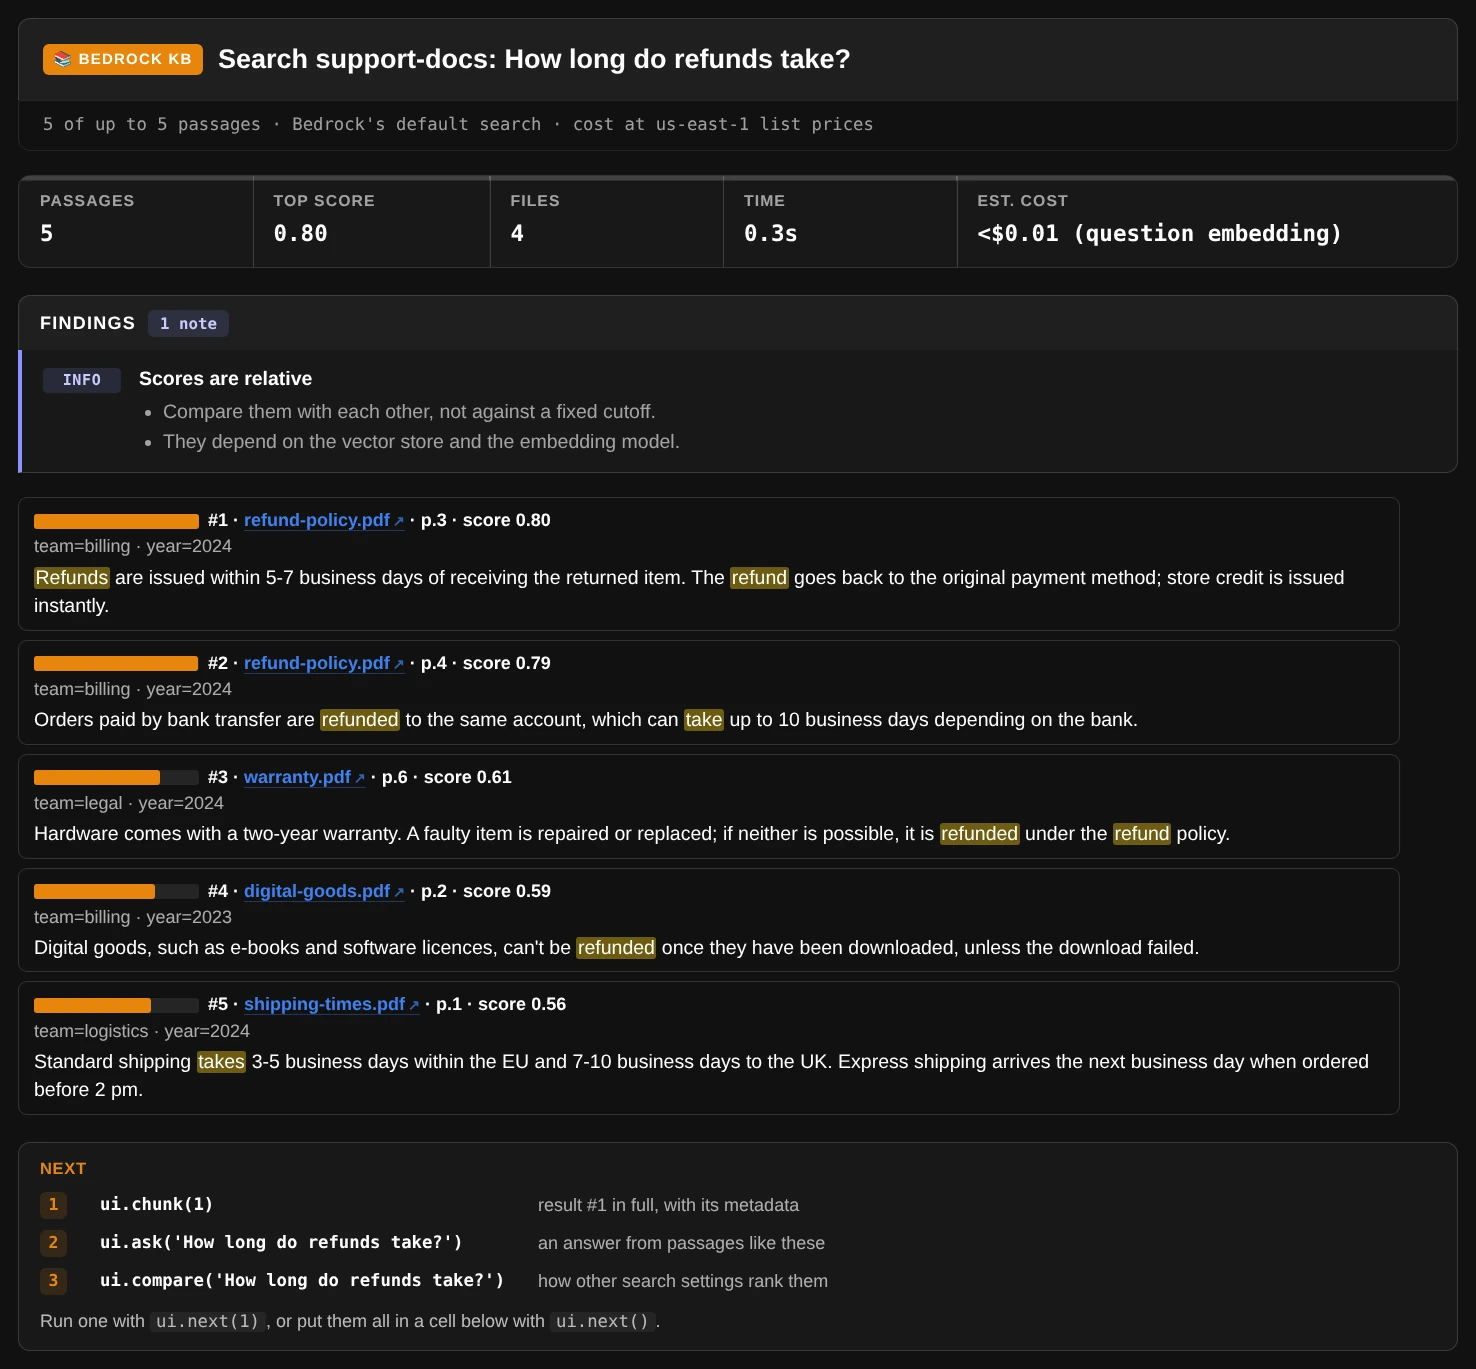 📚 BEDROCK KB Search support-docs: How long do refunds take?
5 of up to 5 passages · Bedrock's default search · cost at us-east-1 list prices
PASSAGES
5
TOP SCORE
0.80
FILES
4
TIME
0.3s
EST. COST
<$0.01 (question embedding)
FINDINGS 1 note
INFO Scores are relative
• Compare them with each other, not against a fixed cutoff.
• They depend on the vector store and the embedding model.
#1 · refund-policy.pdf↗ · p.3 · score 0.80
team=billing · year=2024
Refunds are issued within 5-7 business days of receiving the returned item. The refund goes back to the original payment method; store credit is issued
instantly.
#2 · refund-policy.pdf↗ · p.4 · score 0.79
team=billing · year=2024
Orders paid by bank transfer are refunded to the same account, which can take up to 10 business days depending on the bank.
#3 · warranty.pdf↗ · p.6 · score 0.61
team=legal · year=2024
Hardware comes with a two-year warranty. A faulty item is repaired or replaced; if neither is possible, it is refunded under the refund policy.
#4 · digital-goods.pdf↗ · p.2 · score 0.59
team=billing · year=2023
Digital goods, such as e-books and software licences, can't be refunded once they have been downloaded, unless the download failed.
#5 · shipping-times.pdf↗ · p.1 · score 0.56
team=logistics · year=2024
Standard shipping takes 3-5 business days within the EU and 7-10 business days to the UK. Express shipping arrives the next business day when ordered
before 2 pm.
NEXT
1 ui.chunk(1) result #1 in full, with its metadata
2 ui.ask('How long do refunds take?') an answer from passages like these
3 ui.compare('How long do refunds take?') how other search settings rank them
Run one with ui.next(1), or put them all in a cell below with ui.next().